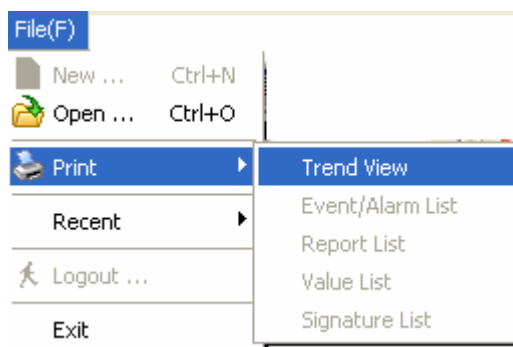 File(F)
New ... Ctrl+N
Open ... Ctrl+O
Print
Trend View
Event/Alarm List
Recent
Report List
Value List
Logout ...
Signature List
Exit